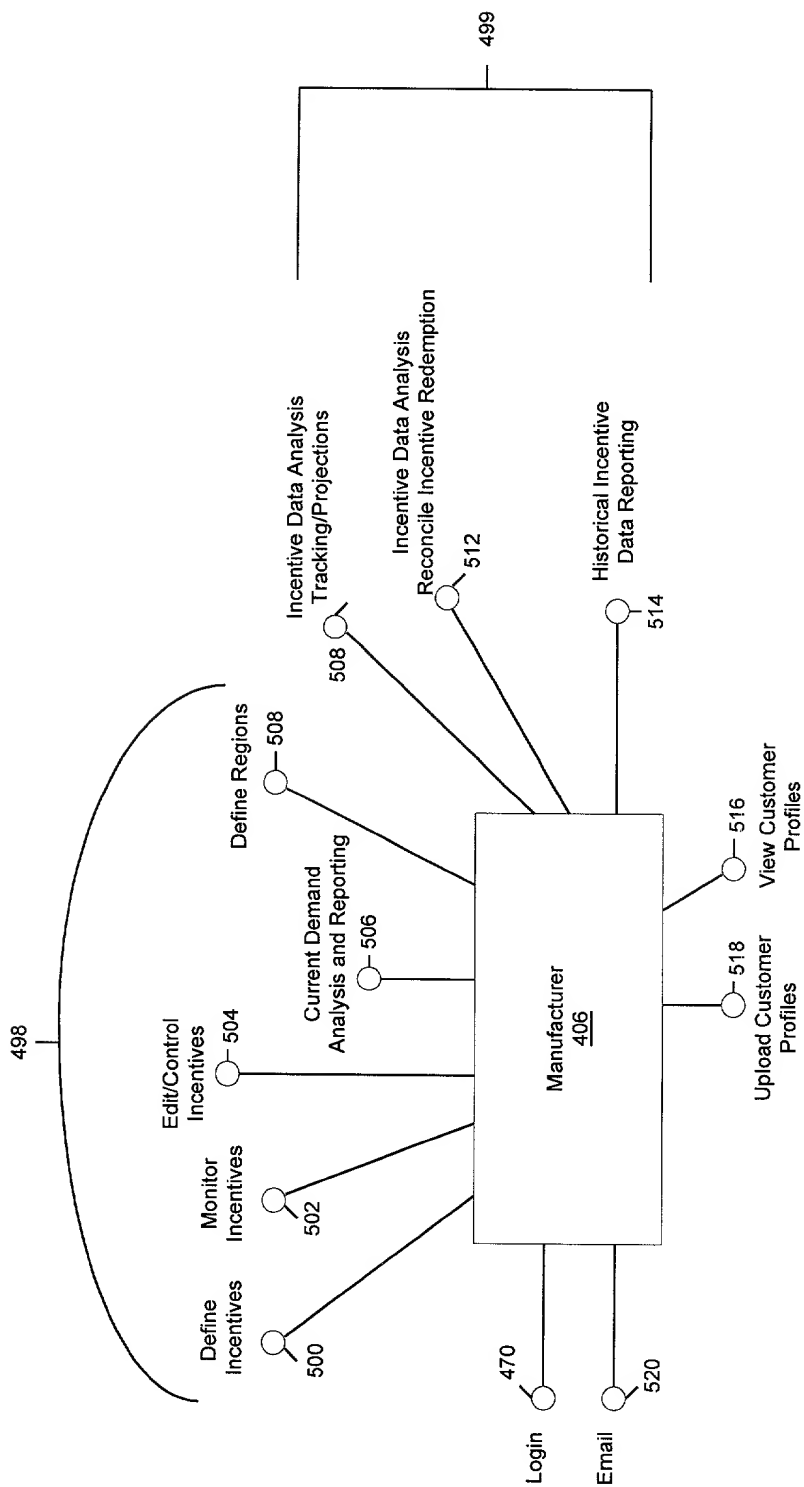 498
499
Define
Incentives
500
Monitor
Incentives
502
Edit/Control
Incentives
504
Current Demand
Analysis and Reporting
506
Define Regions
508
Incentive Data Analysis
Tracking/Projections
508
Incentive Data Analysis
Reconcile Incentive Redemption
512
Historical Incentive
Data Reporting
514
Manufacturer
406
Login
470
Email
520
518
Upload Customer
Profiles
516
View Customer
Profiles